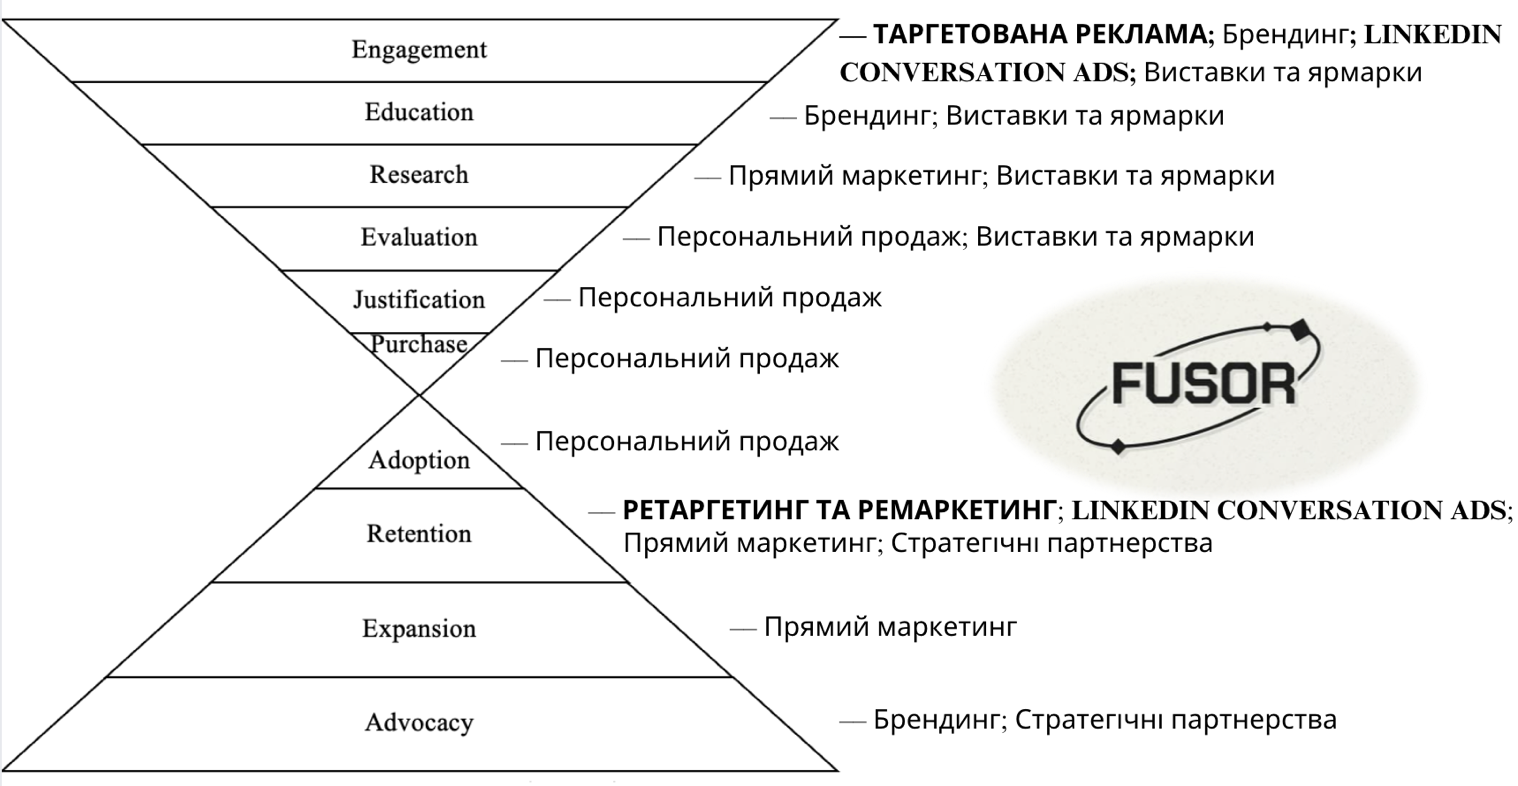 Engagement
— ТАРГЕТОВАНА РЕКЛАМА; Брендинг; LINKEDIN
CONVERSATION ADS; Виставки та ярмарки
Education
— Брендинг; Виставки та ярмарки
Research
— Прямий маркетинг; Виставки та ярмарки
Evaluation
— Персональний продаж; Виставки та ярмарки
Justification
— Персональний продаж
Purchase
— Персональний продаж
FUSOR
Adoption
— Персональний продаж
Retention
— РЕТАРГЕТИНГ ТА РЕМАРКЕТИНГ; LINKEDIN CONVERSATION ADS;
Прямий маркетинг; Стратегічні партнерства
Expansion
— Прямий маркетинг
Advocacy
— Брендинг; Стратегічні партнерства